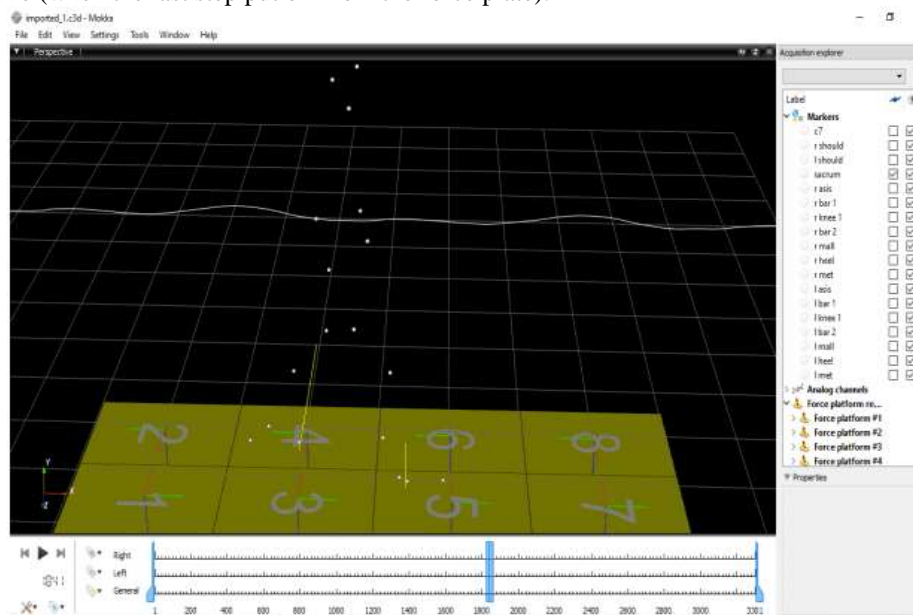 imported_1.c3d - Mokka
File Edit View Settings Tools Window Help
Perspective
Acquisition explorer
Label
Markers
c7
r should
l should
sacrum
r asis
r bar 1
r knee 1
r bar 2
r mall
r heel
r met
l asis
l bar 1
l knee 1
l bar 2
l mall
l heel
l met
Analog channels
Force platform re...
Force platform #1
Force platform #2
Force platform #3
Force platform #4
Properties
2 4 6 8
1 3 5 7
Y
X
Z
Right
Left
General
1841
1 200 400 600 800 1000 1200 1400 1600 1800 2000 2200 2400 2600 2800 3000 3301